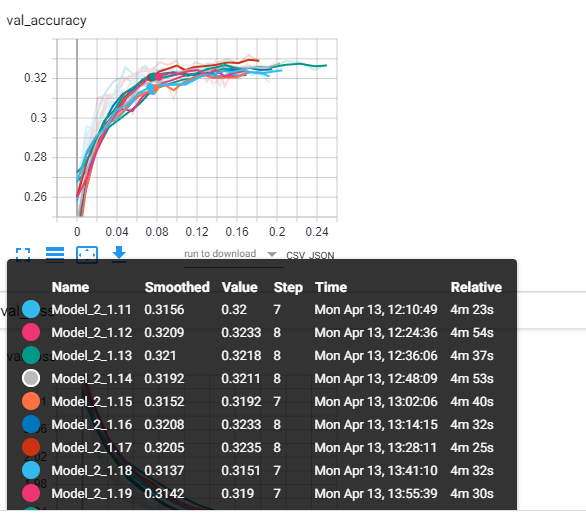 val_accuracy
0.32
0.3
0.28
0.26
0 0.04 0.08 0.12 0.16 0.2 0.24
run to download CSV JSON
Name Smoothed Value Step Time Relative
Model_2_1.11 0.3156 0.32 7 Mon Apr 13, 12:10:49 4m 23s
Model_2_1.12 0.3209 0.3233 8 Mon Apr 13, 12:24:36 4m 54s
Model_2_1.13 0.321 0.3218 8 Mon Apr 13, 12:36:06 4m 37s
Model_2_1.14 0.3192 0.3211 8 Mon Apr 13, 12:48:09 4m 53s
Model_2_1.15 0.3152 0.3192 7 Mon Apr 13, 13:02:06 4m 40s
Model_2_1.16 0.3208 0.3233 8 Mon Apr 13, 13:14:15 4m 32s
Model_2_1.17 0.3205 0.3235 8 Mon Apr 13, 13:28:11 4m 25s
Model_2_1.18 0.3137 0.3151 7 Mon Apr 13, 13:41:10 4m 32s
Model_2_1.19 0.3142 0.319 7 Mon Apr 13, 13:55:39 4m 30s